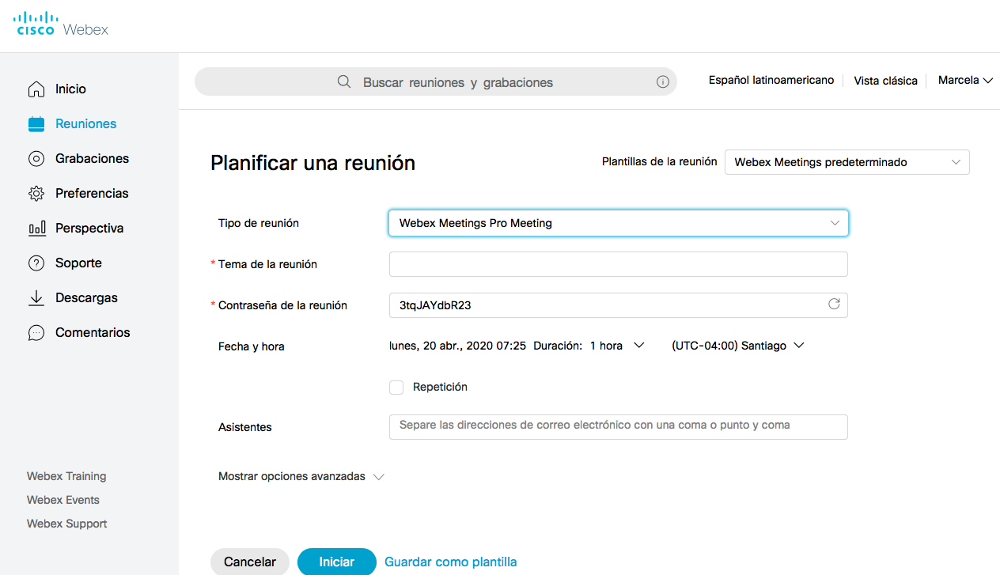 CISCO Webex
Inicio
Reuniones
Grabaciones
Preferencias
Perspectiva
Soporte
Descargas
Comentarios
Webex Training
Webex Events
Webex Support
Buscar reuniones y grabaciones
Español latinoamericano
Vista clásica
Marcela
Planificar una reunión
Plantillas de la reunión
Webex Meetings predeterminado
Tipo de reunión
Webex Meetings Pro Meeting
* Tema de la reunión
* Contraseña de la reunión
3tqJAYdbR23
Fecha y hora
lunes, 20 abr., 2020 07:25 Duración: 1 hora
(UTC-04:00) Santiago
Repetición
Asistentes
Separe las direcciones de correo electrónico con una coma o punto y coma
Mostrar opciones avanzadas
Cancelar
Iniciar
Guardar como plantilla